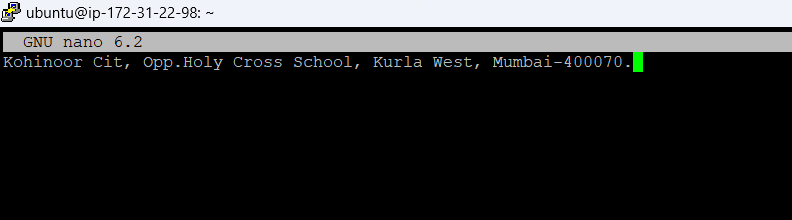 ubuntu@ip-172-31-22-98: ~
GNU nano 6.2
Kohinoor Cit, Opp.Holy Cross School, Kurla West, Mumbai-400070.